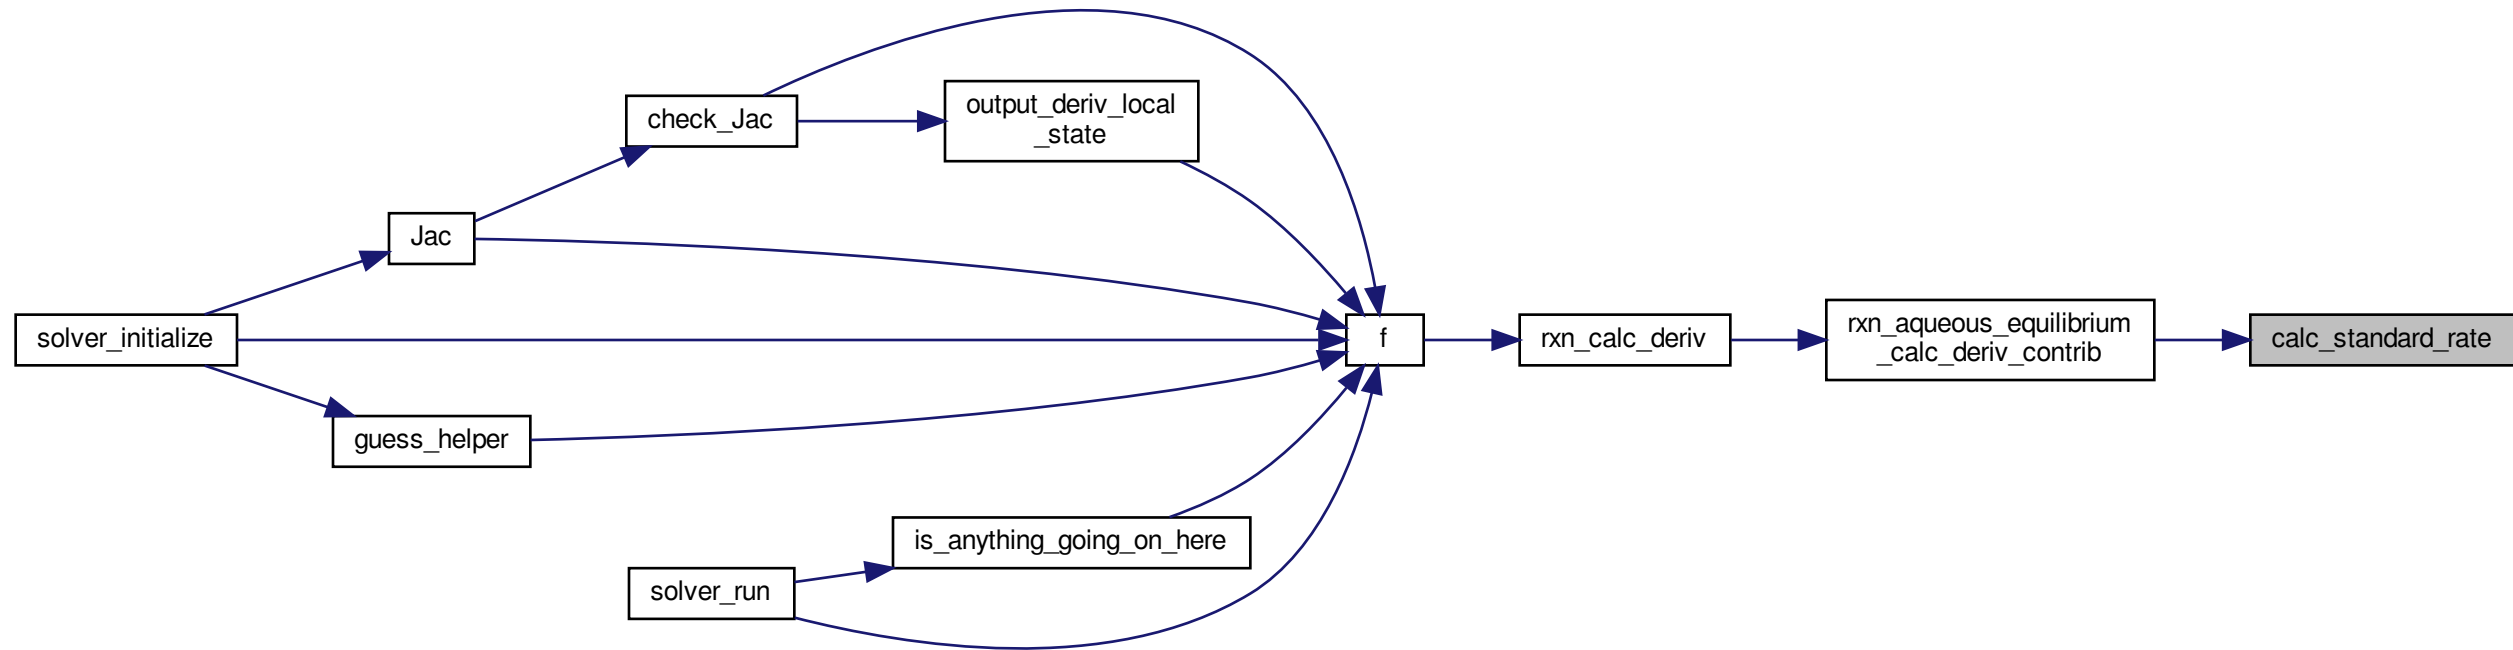 check_Jac
output_deriv_local
_state
Jac
solver_initialize
f
rxn_calc_deriv
rxn_aqueous_equilibrium
_calc_deriv_contrib
calc_standard_rate
guess_helper
is_anything_going_on_here
solver_run